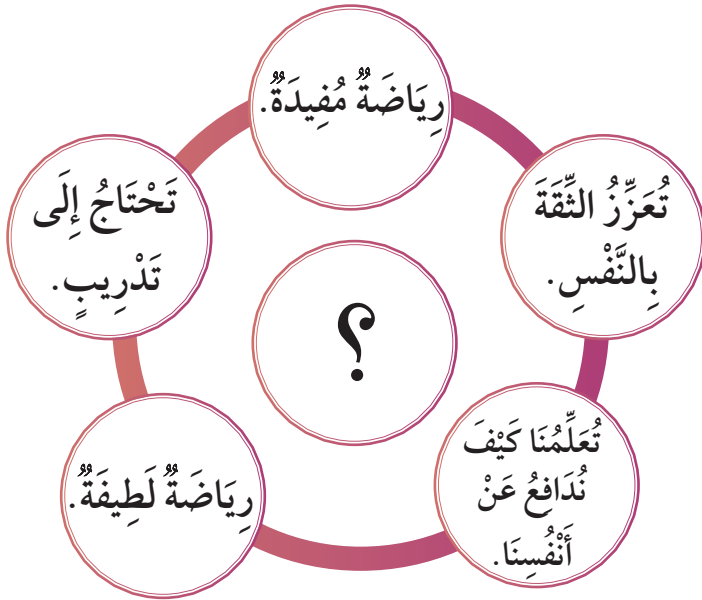 رِيَاضَةٌ مُفِيدَةٌ.
تُعَزِّزُ الثِّقَةَ
بِالنَّفْسِ.
تُعَلِّمُنَا كَيْفَ
نُدَافِعُ عَنْ
أَنْفُسِنَا.
رِيَاضَةٌ لَطِيفَةٌ.
تَحْتَاجُ إِلَى
تَدْرِيبٍ.
؟